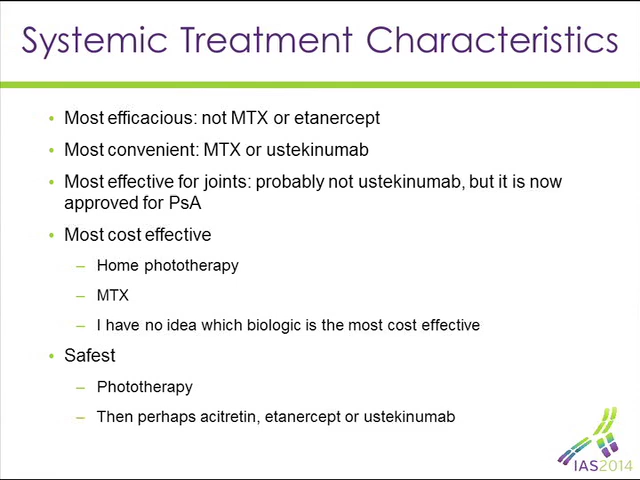 Systemic Treatment Characteristics
• Most efficacious: not MTX or etanercept
• Most convenient: MTX or ustekinumab
• Most effective for joints: probably not ustekinumab, but it is now
approved for PsA
• Most cost effective
– Home phototherapy
– MTX
– I have no idea which biologic is the most cost effective
• Safest
– Phototherapy
– Then perhaps acitretin, etanercept or ustekinumab
IAS2014